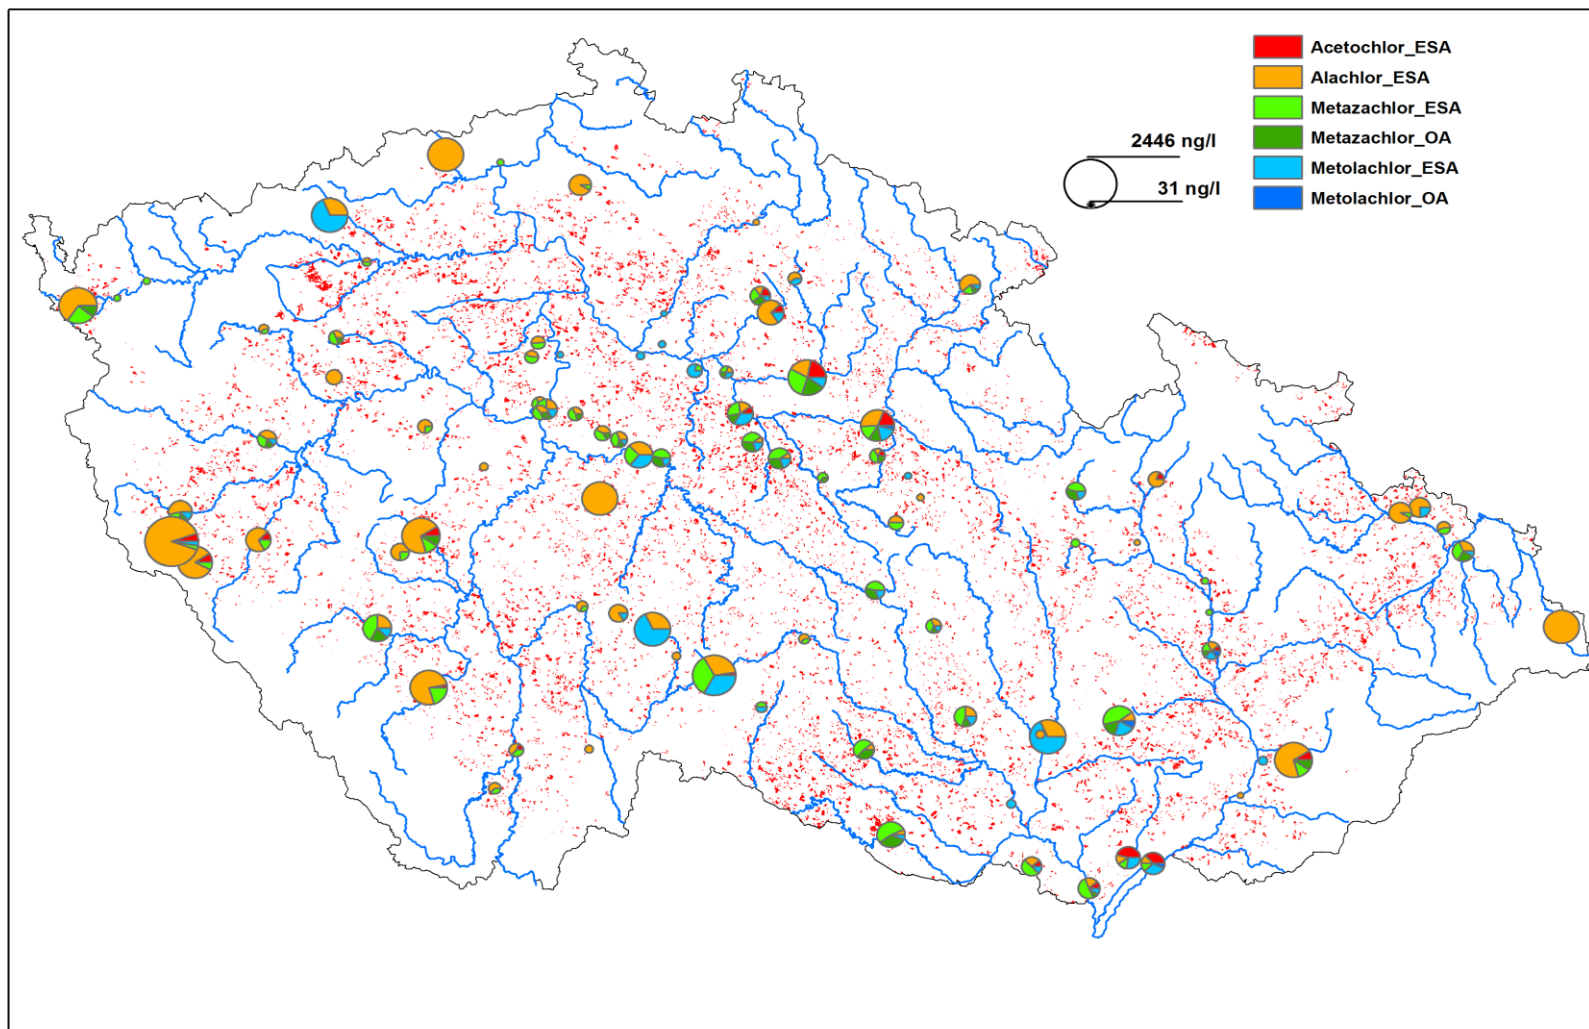 Acetochlor_ESA
Alachlor_ESA
Metazachlor_ESA
Metazachlor_OA
Metolachlor_ESA
Metolachlor_OA
2446 ng/l
31 ng/l